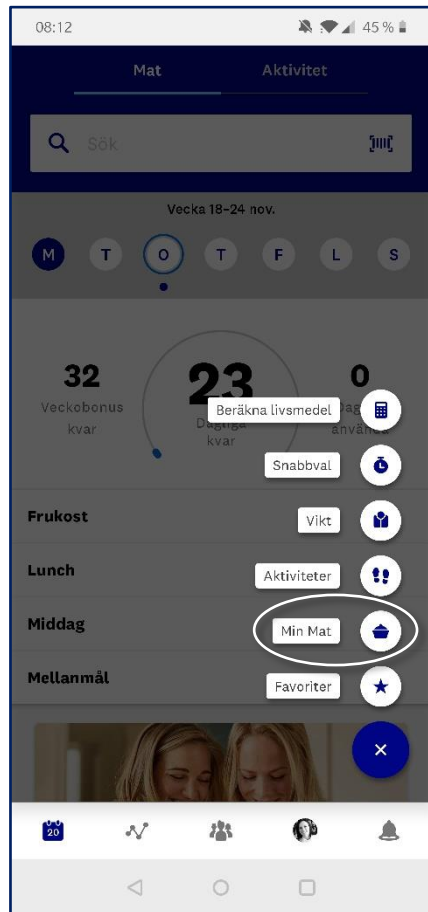 08:12 45 %
Mat Aktivitet
Sök
Vecka 18–24 nov.
M T O T F L S
32 23 0
Veckobonus Dagliga
kvar kvar
använda
Beräkna livsmedel
Snabbval
Frukost
Vikt
Lunch
Aktiviteter
Middag
Min Mat
Mellanmål
Favoriter
20